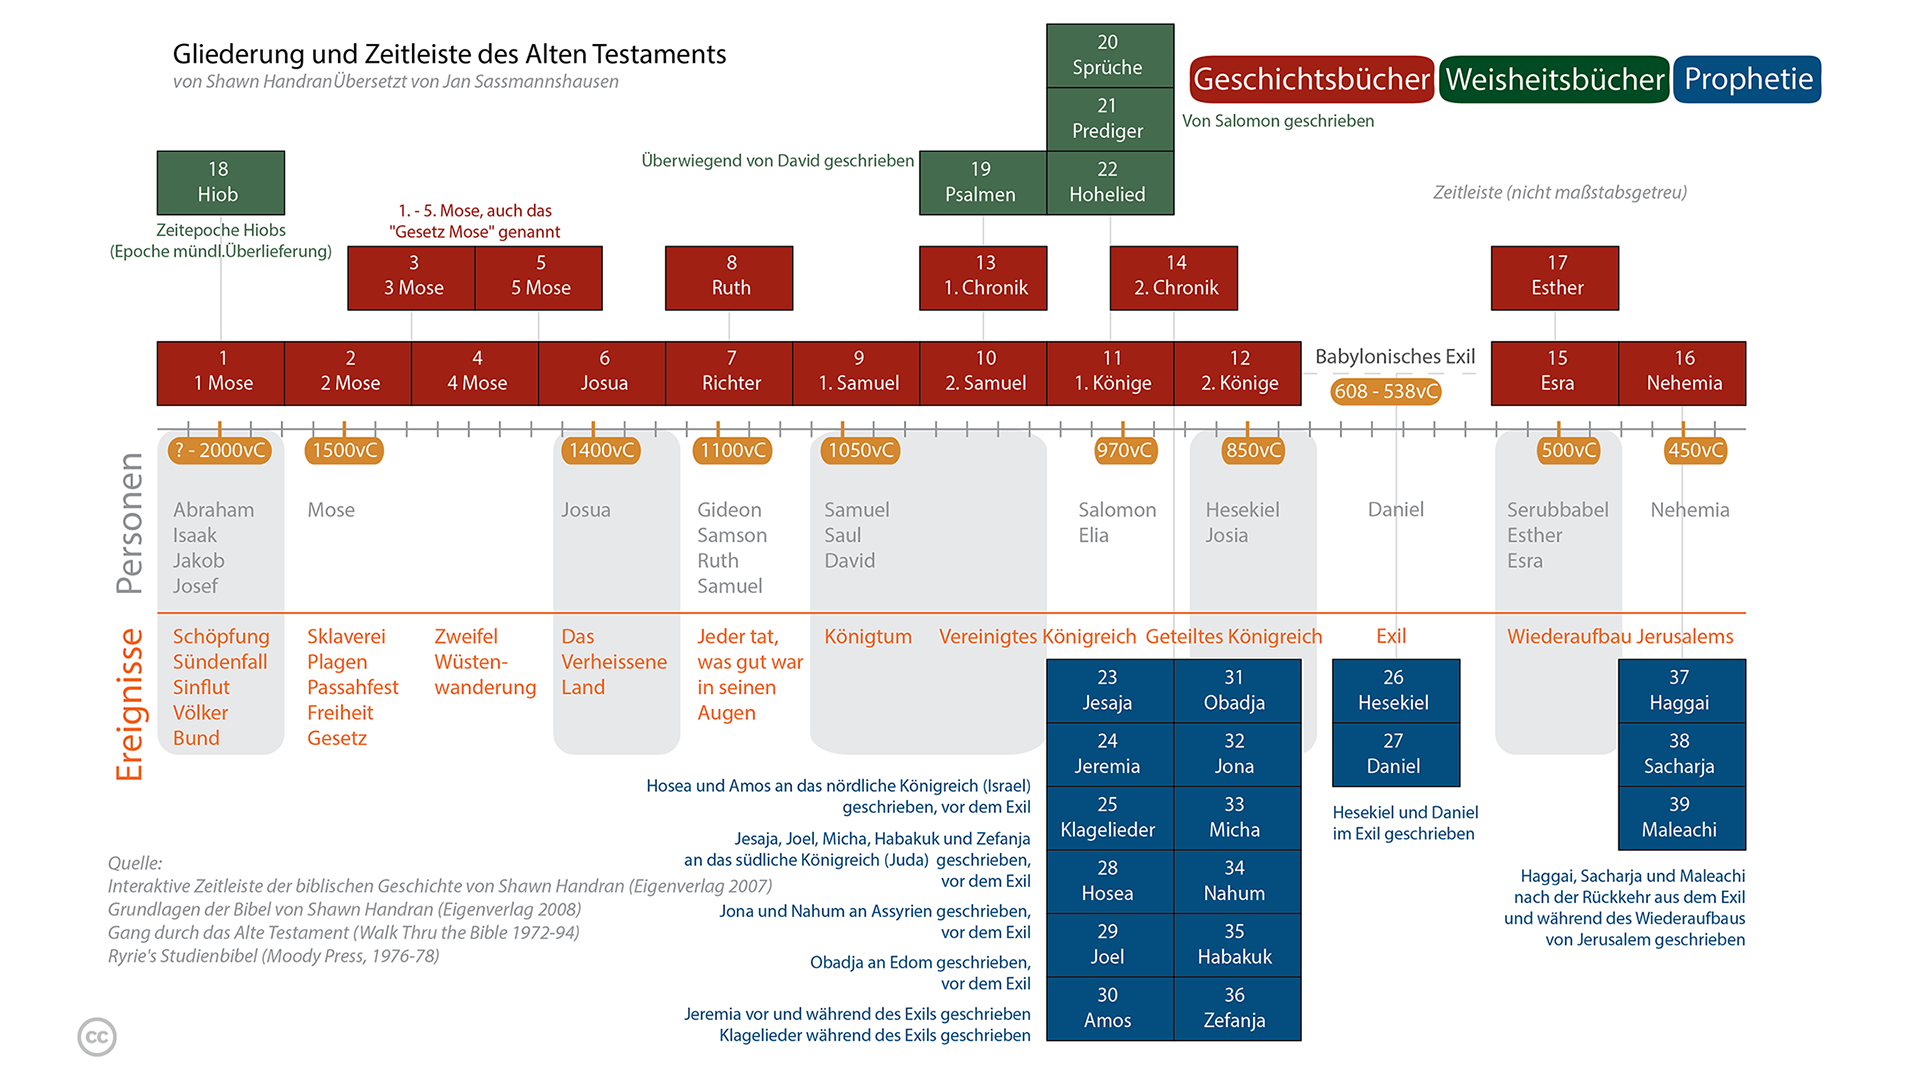 Gliederung und Zeitleiste des Alten Testaments
von Shawn HandranÜbersetzt von Jan Sassmannshausen
Geschichtsbücher
Weisheitsbücher
Prophetie
20
Sprüche
21
Prediger
22
Hohelied
Von Salomon geschrieben
Überwiegend von David geschrieben
19
Psalmen
18
Hiob
Zeitepoche Hiobs
(Epoche mündl.Überlieferung)
Zeitleiste (nicht maßstabsgetreu)
1. - 5. Mose, auch das
"Gesetz Mose" genannt
3
3 Mose
5
5 Mose
8
Ruth
13
1. Chronik
14
2. Chronik
17
Esther
1
1 Mose
2
2 Mose
4
4 Mose
6
Josua
7
Richter
9
1. Samuel
10
2. Samuel
11
1. Könige
12
2. Könige
Babylonisches Exil
608 - 538vC
15
Esra
16
Nehemia
? - 2000vC
1500vC
1400vC
1100vC
1050vC
970vC
850vC
500vC
450vC
Personen
Abraham
Isaak
Jakob
Josef
Mose
Josua
Gideon
Samson
Ruth
Samuel
Samuel
Saul
David
Salomon
Elia
Hesekiel
Josia
Daniel
Serubbabel
Esther
Esra
Nehemia
Ereignisse
Schöpfung
Sündenfall
Sinflut
Völker
Bund
Sklaverei
Plagen
Passahfest
Freiheit
Gesetz
Zweifel
Wüsten-
wanderung
Das
Verheissene
Land
Jeder tat,
was gut war
in seinen
Augen
Königtum
Vereinigtes Königreich
Geteiltes Königreich
Exil
Wiederaufbau Jerusalems
23
Jesaja
24
Jeremia
25
Klagelieder
28
Hosea
29
Joel
30
Amos
31
Obadja
32
Jona
33
Micha
34
Nahum
35
Habakuk
36
Zefanja
26
Hesekiel
27
Daniel
Hesekiel und Daniel
im Exil geschrieben
37
Haggai
38
Sacharja
39
Maleachi
Haggai, Sacharja und Maleachi
nach der Rückkehr aus dem Exil
und während des Wiederaufbaus
von Jerusalem geschrieben
Hosea und Amos an das nördliche Königreich (Israel)
geschrieben, vor dem Exil
Jesaja, Joel, Micha, Habakuk und Zefanja
an das südliche Königreich (Juda) geschrieben,
vor dem Exil
Jona und Nahum an Assyrien geschrieben,
vor dem Exil
Obadja an Edom geschrieben,
vor dem Exil
Jeremia vor und während des Exils geschrieben
Klagelieder während des Exils geschrieben
Quelle:
Interaktive Zeitleiste der biblischen Geschichte von Shawn Handran (Eigenverlag 2007)
Grundlagen der Bibel von Shawn Handran (Eigenverlag 2008)
Gang durch das Alte Testament (Walk Thru the Bible 1972-94)
Ryrie's Studienbibel (Moody Press, 1976-78)
cc